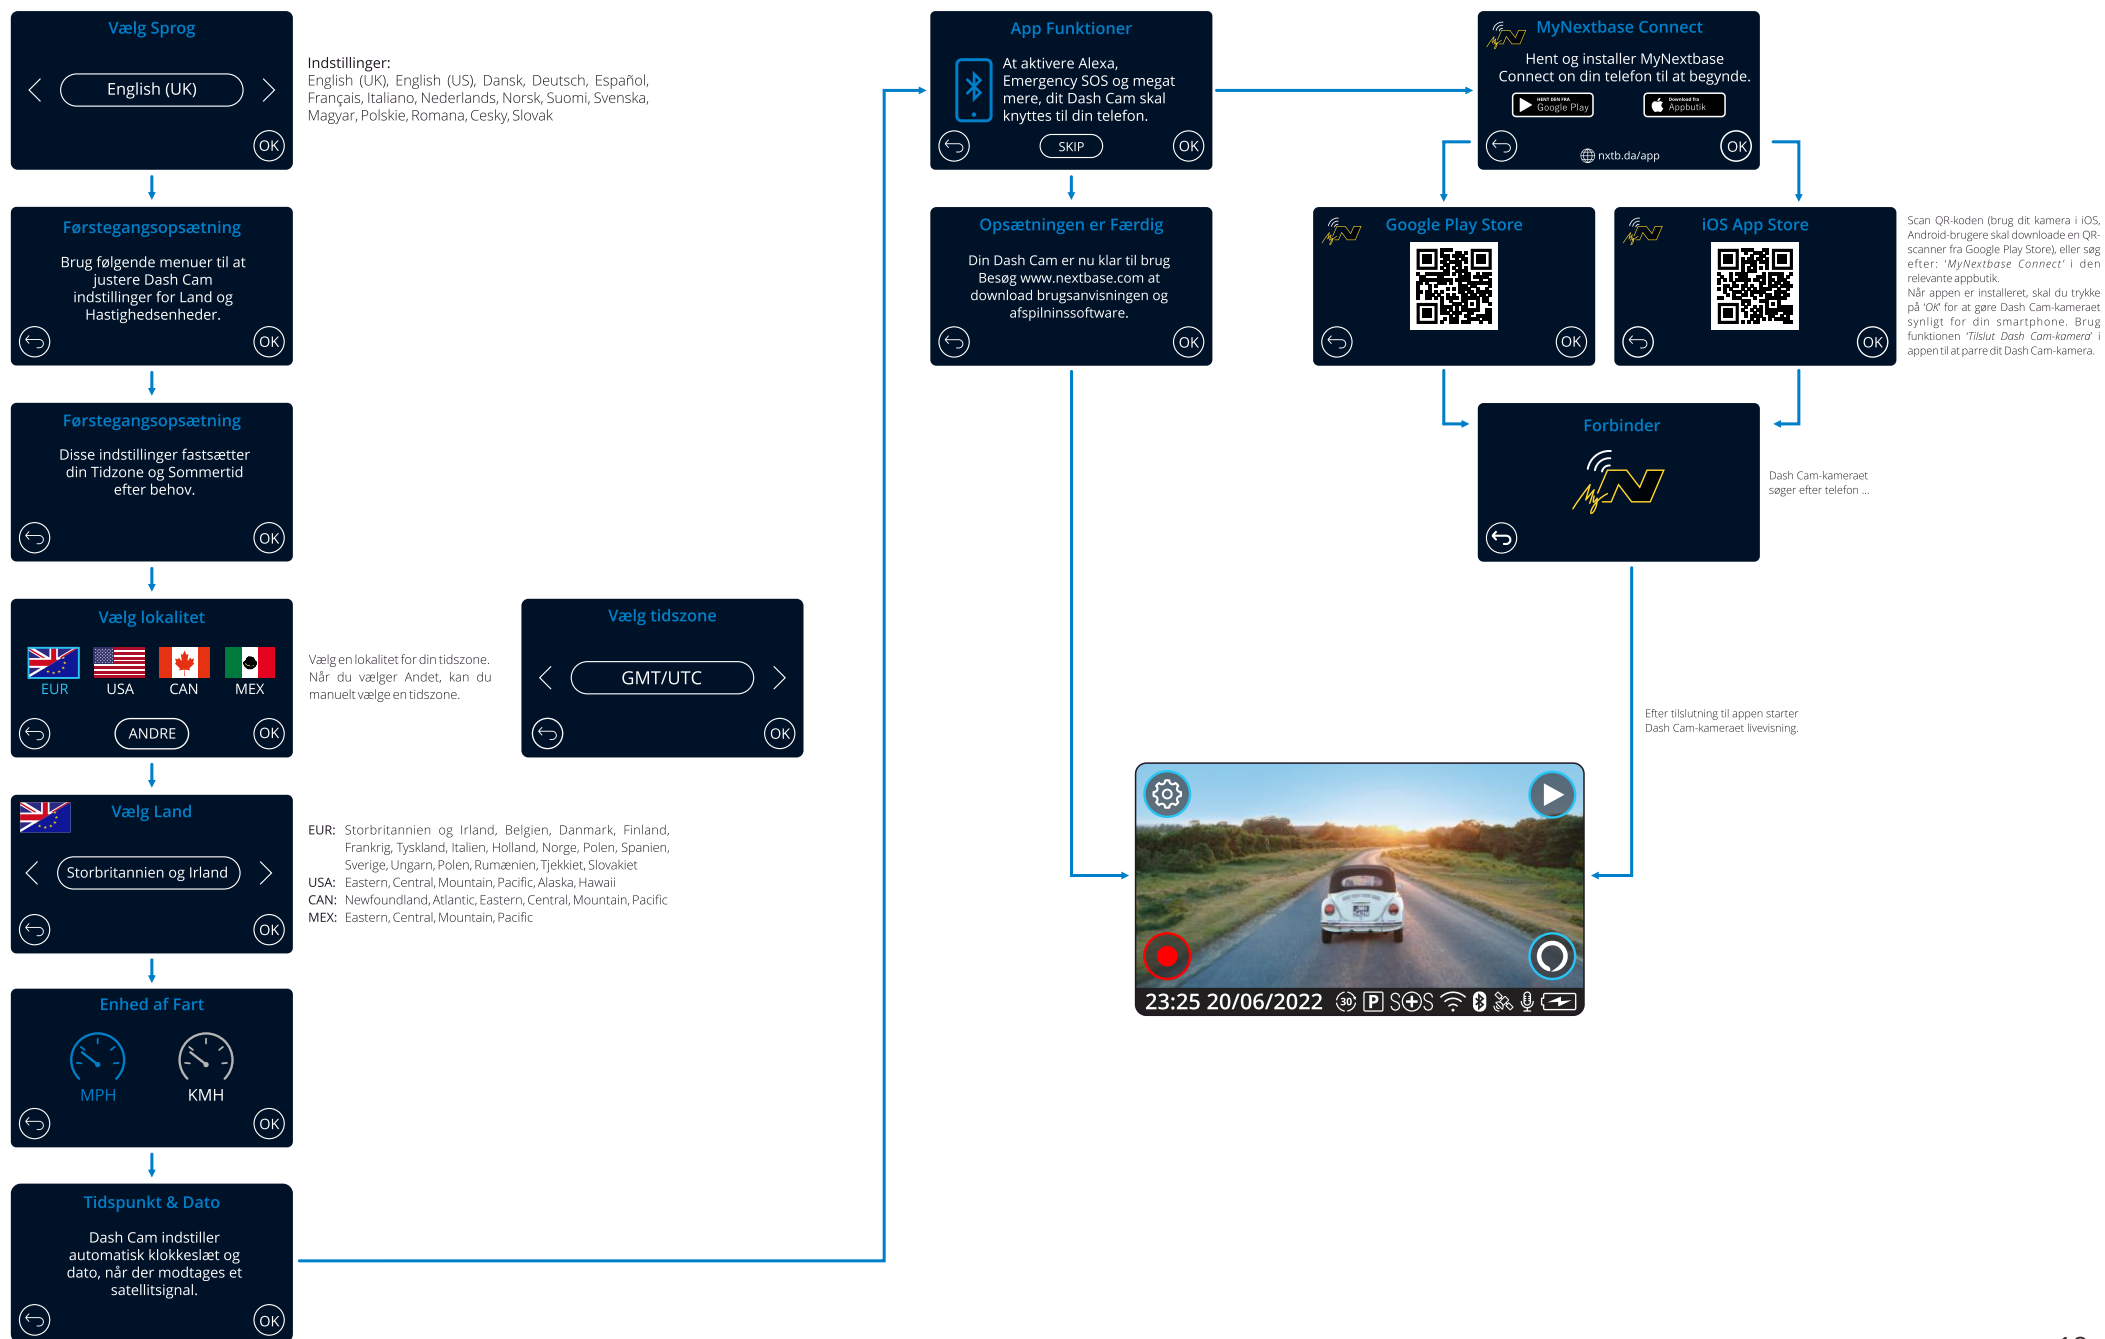 Vælg Sprog
English (UK)
OK
Indstillinger:
English (UK), English (US), Dansk, Deutsch, Español,
Français, Italiano, Nederlands, Norsk, Suomi, Svenska,
Magyar, Polskie, Romana, Cesky, Slovak
Førstegangsopsætning
Brug følgende menuer til at
justere Dash Cam
indstillinger for Land og
Hastighedsenheder.
OK
Førstegangsopsætning
Disse indstillinger fastsætter
din Tidzone og Sommertid
efter behov.
OK
Vælg lokalitet
EUR USA CAN MEX
ANDRE OK
Vælg en lokalitet for din tidszone.
Når du vælger Andet, kan du
manuelt vælge en tidszone.
Vælg tidszone
GMT/UTC
OK
Vælg Land
Storbritannien og Irland
OK
EUR: Storbritannien og Irland, Belgien, Danmark, Finland,
Frankrig, Tyskland, Italien, Holland, Norge, Polen, Spanien,
Sverige, Ungarn, Polen, Rumænien, Tjekkiet, Slovakiet
USA: Eastern, Central, Mountain, Pacific, Alaska, Hawaii
CAN: Newfoundland, Atlantic, Eastern, Central, Mountain, Pacific
MEX: Eastern, Central, Mountain, Pacific
Enhed af Fart
MPH KMH
OK
Tidspunkt & Dato
Dash Cam indstiller
automatisk klokkeslæt og
dato, når der modtages et
satellitsignal.
OK
App Funktioner
At aktivere Alexa,
Emergency SOS og megat
mere, dit Dash Cam skal
knyttes til din telefon.
SKIP OK
Opsætningen er Færdig
Din Dash Cam er nu klar til brug
Besøg www.nextbase.com at
download brugsanvisningen og
afspilninssoftware.
OK
My N MyNextbase Connect
Hent og installer MyNextbase
Connect on din telefon til at begynde.
HENT DEN FRA
Google Play
Download fra
Appbutik
nxtb.da/app
OK
My N Google Play Store
OK
My N iOS App Store
OK
Scan QR-koden (brug dit kamera i iOS,
Android-brugere skal downloade en QR-
scanner fra Google Play Store), eller søg
efter: 'MyNextbase Connect' i den
relevante appbutik.
Når appen er installeret, skal du trykke
på 'OK' for at gøre Dash Cam-kameraet
synligt for din smartphone. Brug
funktionen 'Tilslut Dash Cam-kamera' i
appen til at parre dit Dash Cam-kamera.
Forbinder
My N
Dash Cam-kameraet
søger efter telefon ...
Efter tilslutning til appen starter
Dash Cam-kameraet livevisning.
23:25 20/06/2022 30 P SOS